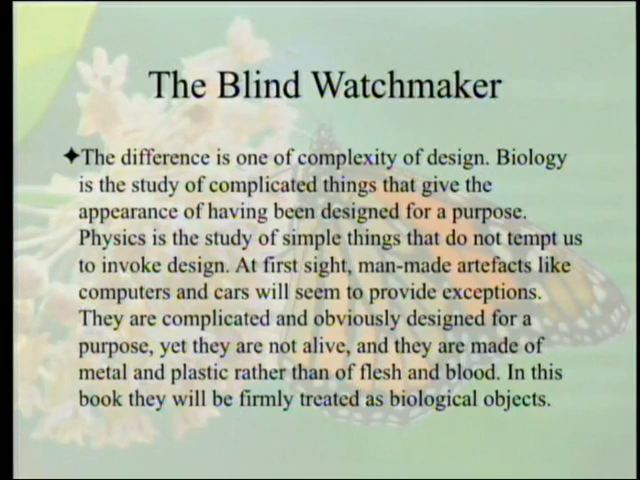 The Blind Watchmaker
✦The difference is one of complexity of design. Biology
is the study of complicated things that give the
appearance of having been designed for a purpose.
Physics is the study of simple things that do not tempt us
to invoke design. At first sight, man-made artefacts like
computers and cars will seem to provide exceptions.
They are complicated and obviously designed for a
purpose, yet they are not alive, and they are made of
metal and plastic rather than of flesh and blood. In this
book they will be firmly treated as biological objects.